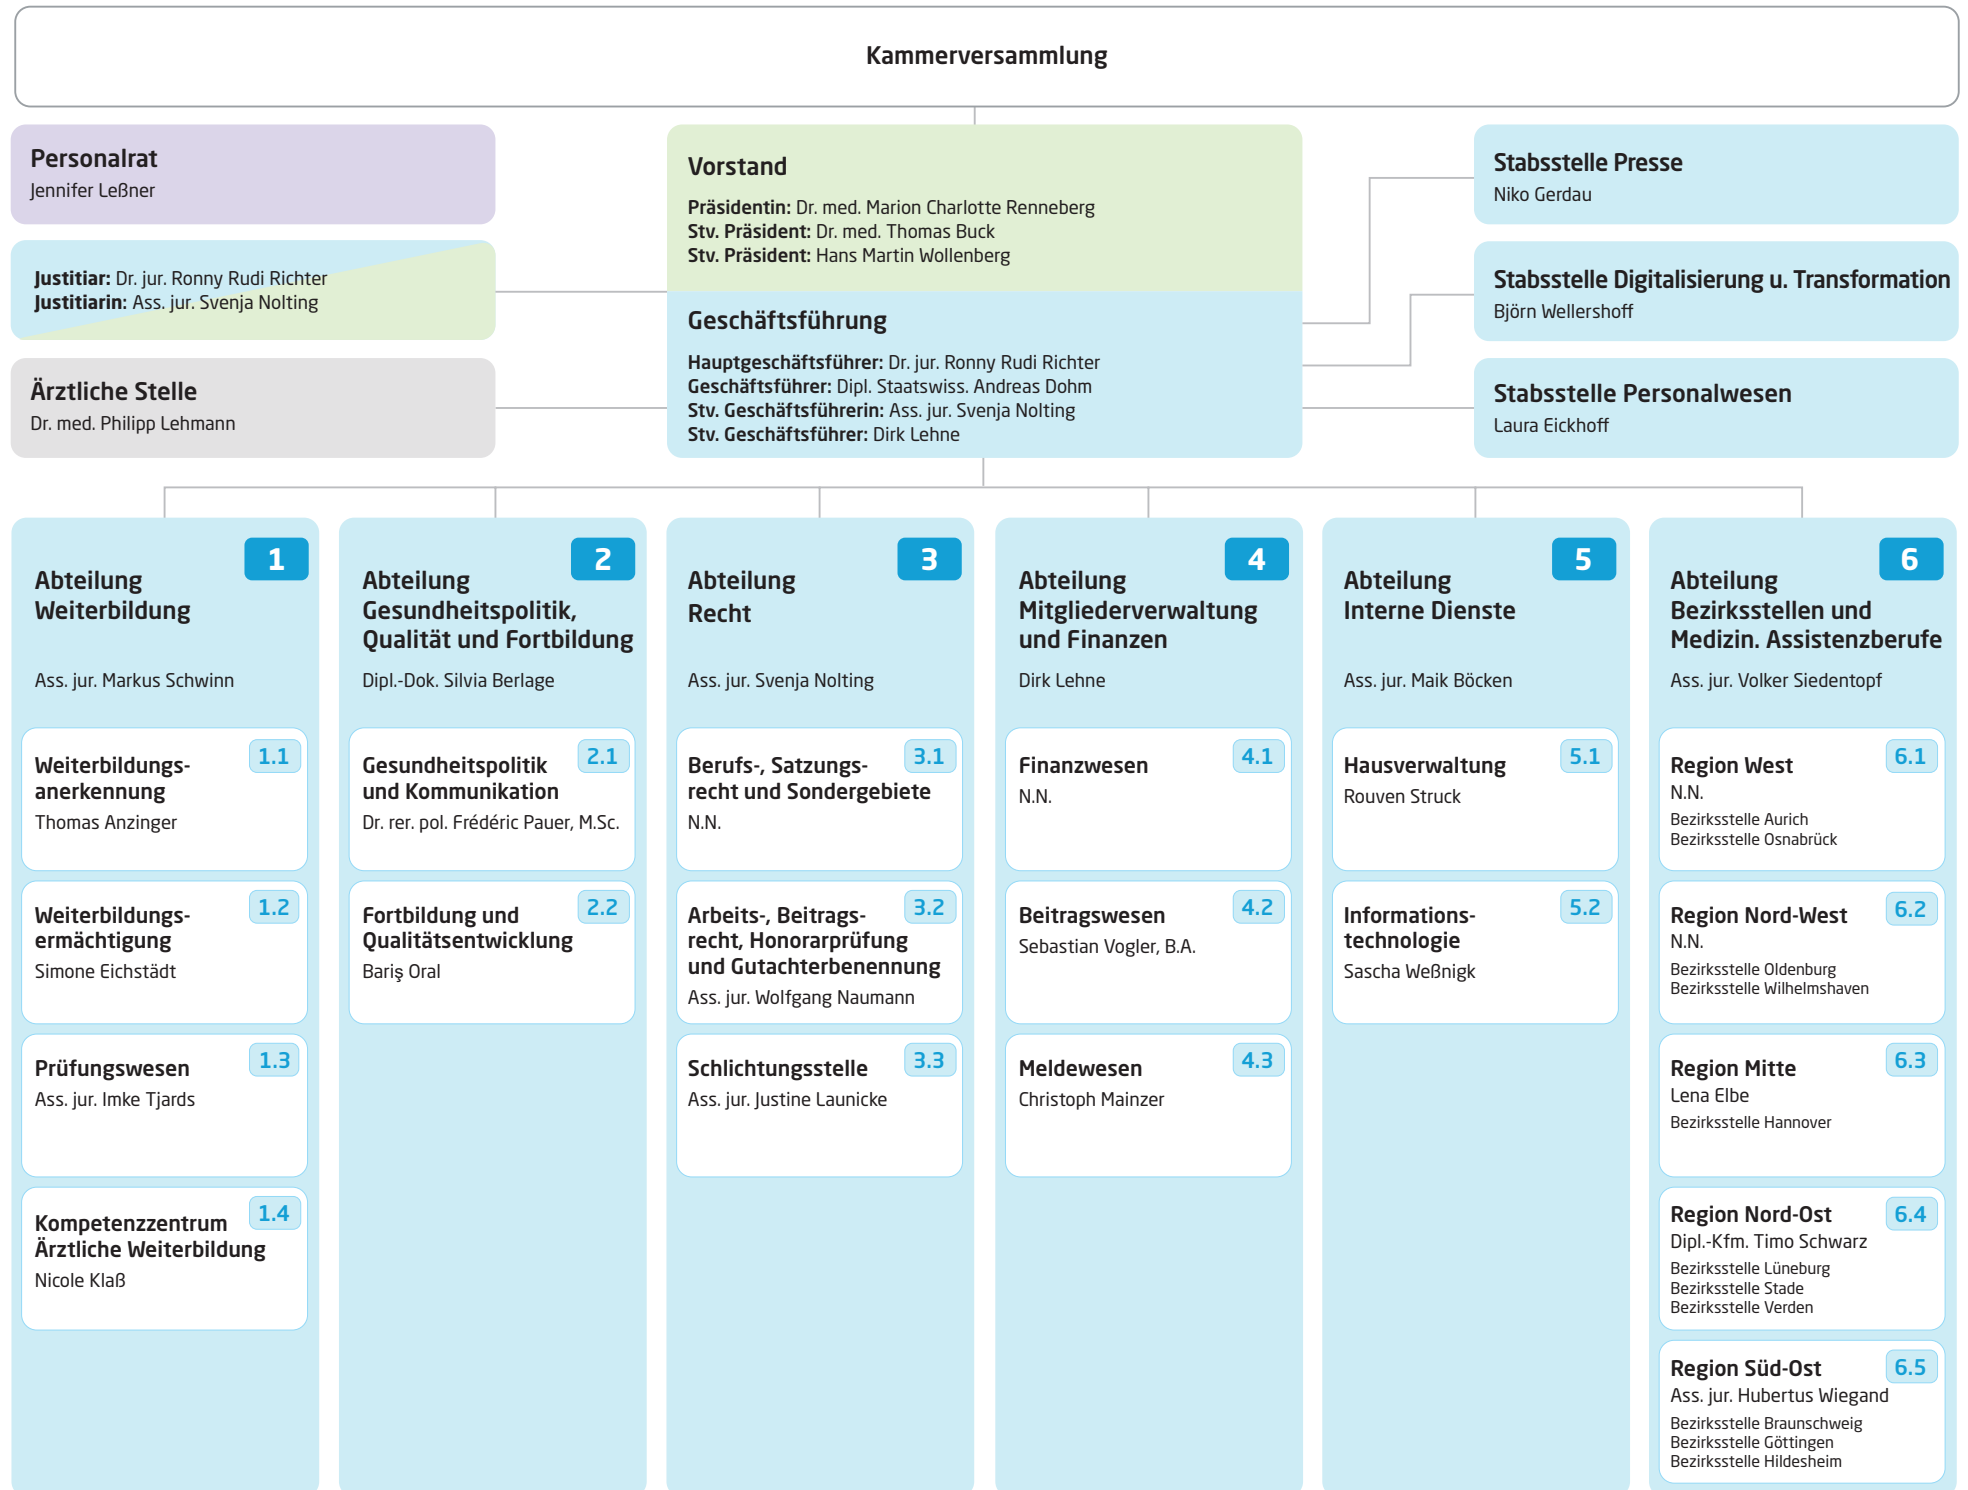 Kammerversammlung
Personalrat
Jennifer Leßner
Justitiar: Dr. jur. Ronny Rudi Richter
Justitiarin: Ass. jur. Svenja Nolting
Ärztliche Stelle
Dr. med. Philipp Lehmann
Vorstand
Präsidentin: Dr. med. Marion Charlotte Renneberg
Stv. Präsident: Dr. med. Thomas Buck
Stv. Präsident: Hans Martin Wollenberg
Geschäftsführung
Hauptgeschäftsführer: Dr. jur. Ronny Rudi Richter
Geschäftsführer: Dipl. Staatswiss. Andreas Dohm
Stv. Geschäftsführerin: Ass. jur. Svenja Nolting
Stv. Geschäftsführer: Dirk Lehne
Stabsstelle Presse
Niko Gerdau
Stabsstelle Digitalisierung u. Transformation
Björn Wellershoff
Stabsstelle Personalwesen
Laura Eickhoff
1
Abteilung
Weiterbildung
Ass. jur. Markus Schwinn
1.1
Weiterbildungs-
anerkennung
Thomas Anzinger
1.2
Weiterbildungs-
ermächtigung
Simone Eichstädt
1.3
Prüfungswesen
Ass. jur. Imke Tjards
1.4
Kompetenzzentrum
Ärztliche Weiterbildung
Nicole Klaß
2
Abteilung
Gesundheitspolitik,
Qualität und Fortbildung
Dipl.-Dok. Silvia Berlage
2.1
Gesundheitspolitik
und Kommunikation
Dr. rer. pol. Frédéric Pauer, M.Sc.
2.2
Fortbildung und
Qualitätsentwicklung
Bariş Oral
3
Abteilung
Recht
Ass. jur. Svenja Nolting
3.1
Berufs-, Satzungs-
recht und Sondergebiete
N.N.
3.2
Arbeits-, Beitrags-
recht, Honorarprüfung
und Gutachterbenennung
Ass. jur. Wolfgang Naumann
3.3
Schlichtungsstelle
Ass. jur. Justine Launicke
4
Abteilung
Mitgliederverwaltung
und Finanzen
Dirk Lehne
4.1
Finanzwesen
N.N.
4.2
Beitragswesen
Sebastian Vogler, B.A.
4.3
Meldewesen
Christoph Mainzer
5
Abteilung
Interne Dienste
Ass. jur. Maik Böcken
5.1
Hausverwaltung
Rouven Struck
5.2
Informations-
technologie
Sascha Weßnigk
6
Abteilung
Bezirksstellen und
Medizin. Assistenzberufe
Ass. jur. Volker Siedentopf
6.1
Region West
N.N.
Bezirksstelle Aurich
Bezirksstelle Osnabrück
6.2
Region Nord-West
N.N.
Bezirksstelle Oldenburg
Bezirksstelle Wilhelmshaven
6.3
Region Mitte
Lena Elbe
Bezirksstelle Hannover
6.4
Region Nord-Ost
Dipl.-Kfm. Timo Schwarz
Bezirksstelle Lüneburg
Bezirksstelle Stade
Bezirksstelle Verden
6.5
Region Süd-Ost
Ass. jur. Hubertus Wiegand
Bezirksstelle Braunschweig
Bezirksstelle Göttingen
Bezirksstelle Hildesheim